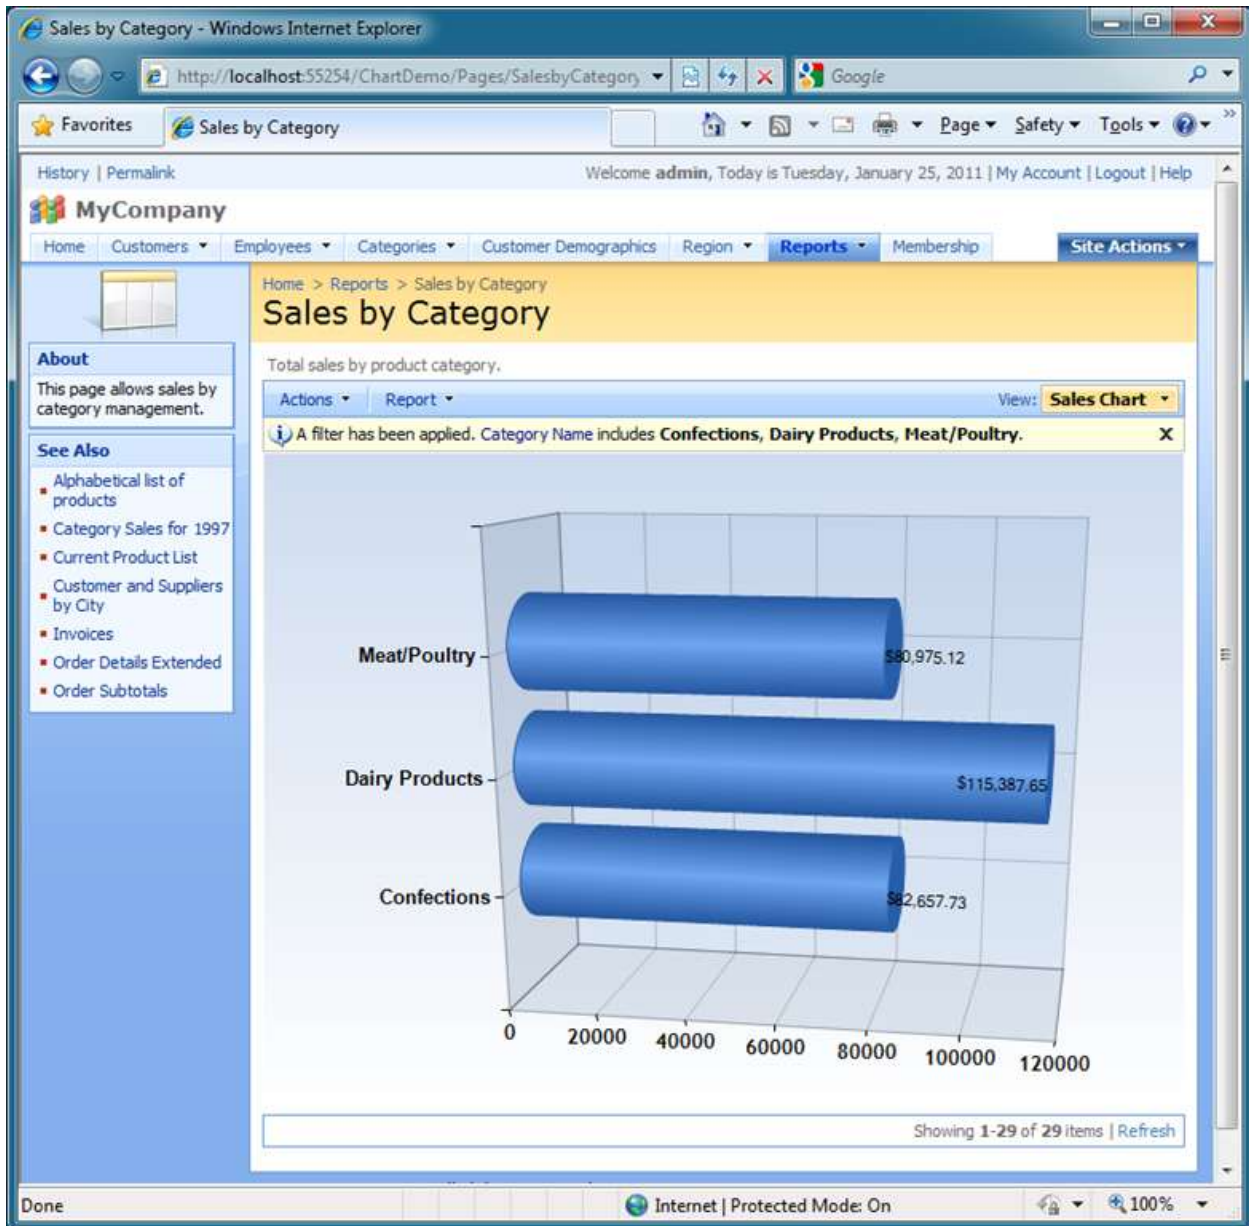 Sales by Category - Windows Internet Explorer
http://localhost:55254/ChartDemo/Pages/SalesbyCategory
Google
Favorites
Sales by Category
Page
Safety
Tools
History | Permalink
Welcome admin, Today is Tuesday, January 25, 2011 | My Account | Logout | Help
MyCompany
Home Customers Employees Categories Customer Demographics Region Reports Membership Site Actions
Home > Reports > Sales by Category
Sales by Category
About
This page allows sales by
category management.
See Also
Alphabetical list of
products
Category Sales for 1997
Current Product List
Customer and Suppliers
by City
Invoices
Order Details Extended
Order Subtotals
Total sales by product category.
Actions Report View: Sales Chart
A filter has been applied. Category Name includes Confections, Dairy Products, Meat/Poultry. X
Meat/Poultry
$80,975.12
Dairy Products
$115,387.65
Confections
$82,657.73
0 20000 40000 60000 80000 100000 120000
Showing 1-29 of 29 items | Refresh
Done
Internet | Protected Mode: On
100%